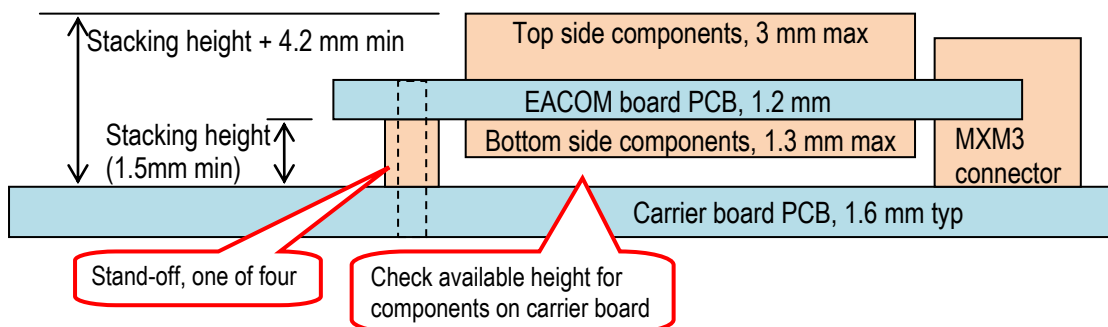 Stacking height + 4.2 mm min
Top side components, 3 mm max
EACOM board PCB, 1.2 mm
Stacking height
(1.5mm min)
Bottom side components, 1.3 mm max
MXM3
connector
Carrier board PCB, 1.6 mm typ
Stand-off, one of four
Check available height for
components on carrier board